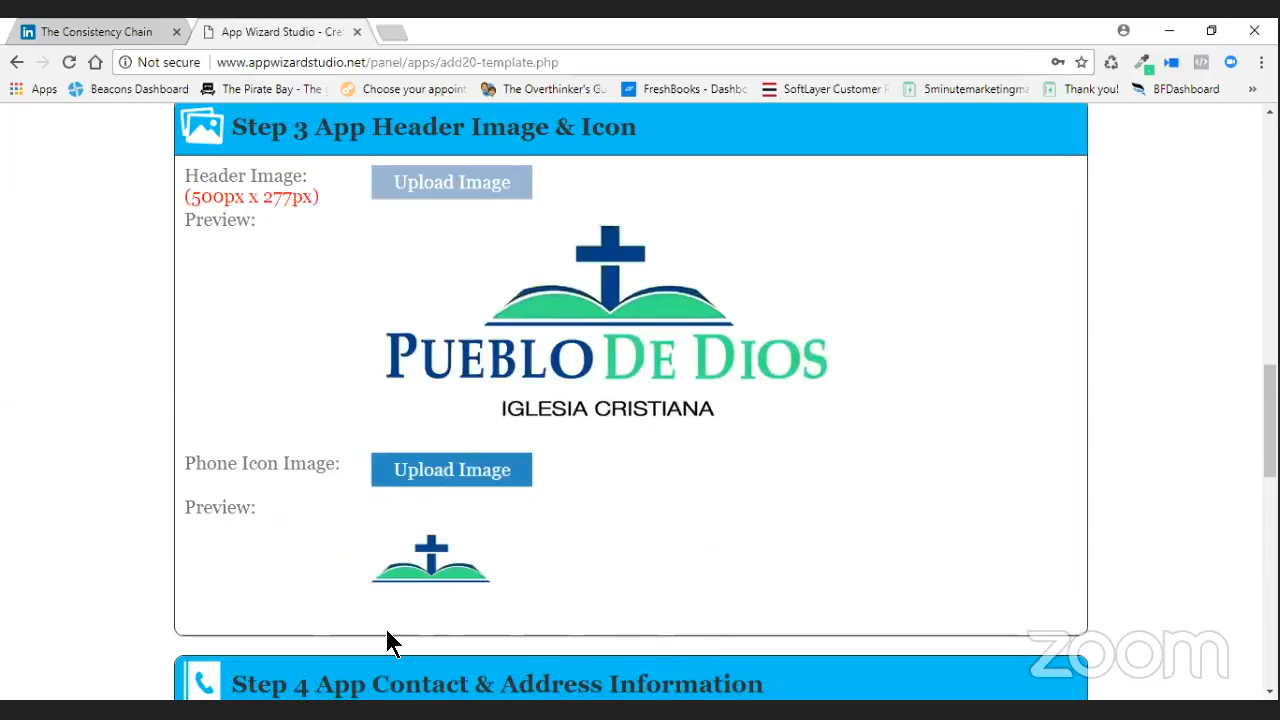 The Consistency Chain
App Wizard Studio - Cre
Not secure
www.appwizardstudio.net/panel/apps/add20-template.php
Apps
Beacons Dashboard
The Pirate Bay - The
Choose your appoint
The Overthinker's Gu
FreshBooks - Dashbo
SoftLayer Customer
5minutemarketingma
Thank you!
BFDashboard
»
Step 3 App Header Image & Icon
Header Image:
Upload Image
(500px x 277px)
Preview:
PUEBLO DE DIOS
IGLESIA CRISTIANA
Phone Icon Image:
Upload Image
Preview:
zoom
Step 4 App Contact & Address Information